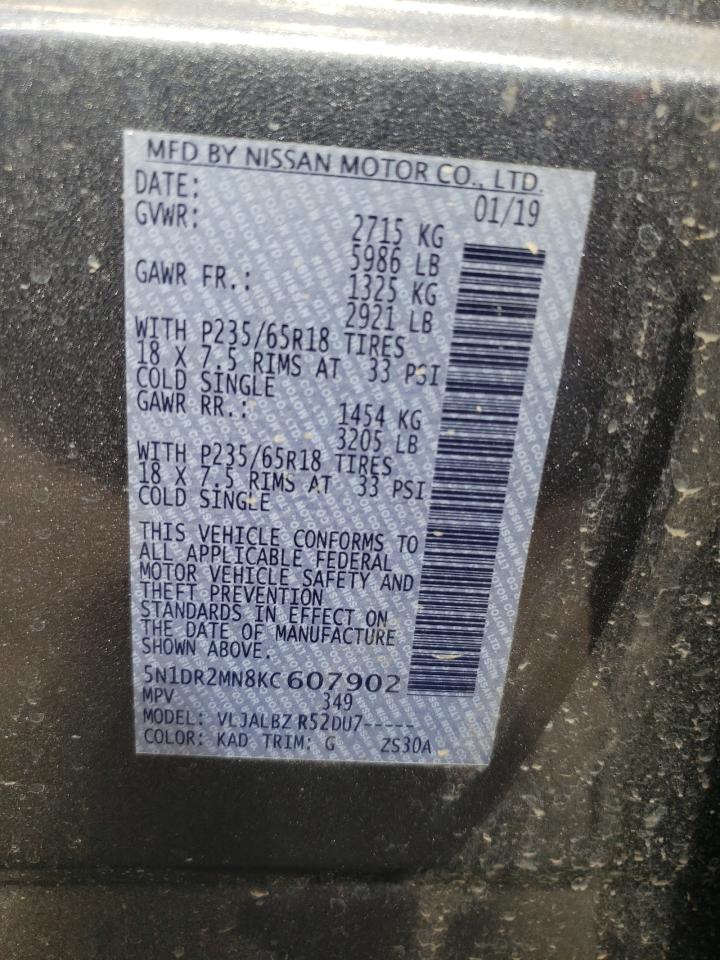 MFD BY NISSAN MOTOR CO., LTD.
DATE: 01/19
GVWR: 2715 KG
5986 LB
GAWR FR.: 1325 KG
2921 LB
WITH P235/65R18 TIRES
18 X 7.5 RIMS AT 33 PSI
COLD SINGLE
GAWR RR.: 1454 KG
3205 LB
WITH P235/65R18 TIRES
18 X 7.5 RIMS AT 33 PSI
COLD SINGLE
THIS VEHICLE CONFORMS TO
ALL APPLICABLE FEDERAL
MOTOR VEHICLE SAFETY AND
THEFT PREVENTION
STANDARDS IN EFFECT ON
THE DATE OF MANUFACTURE
SHOWN ABOVE.
5N1DR2MN8KC607902
MPV 349
MODEL: VLJALBZ R52DU7-----
COLOR: KAD TRIM: G ZS30A